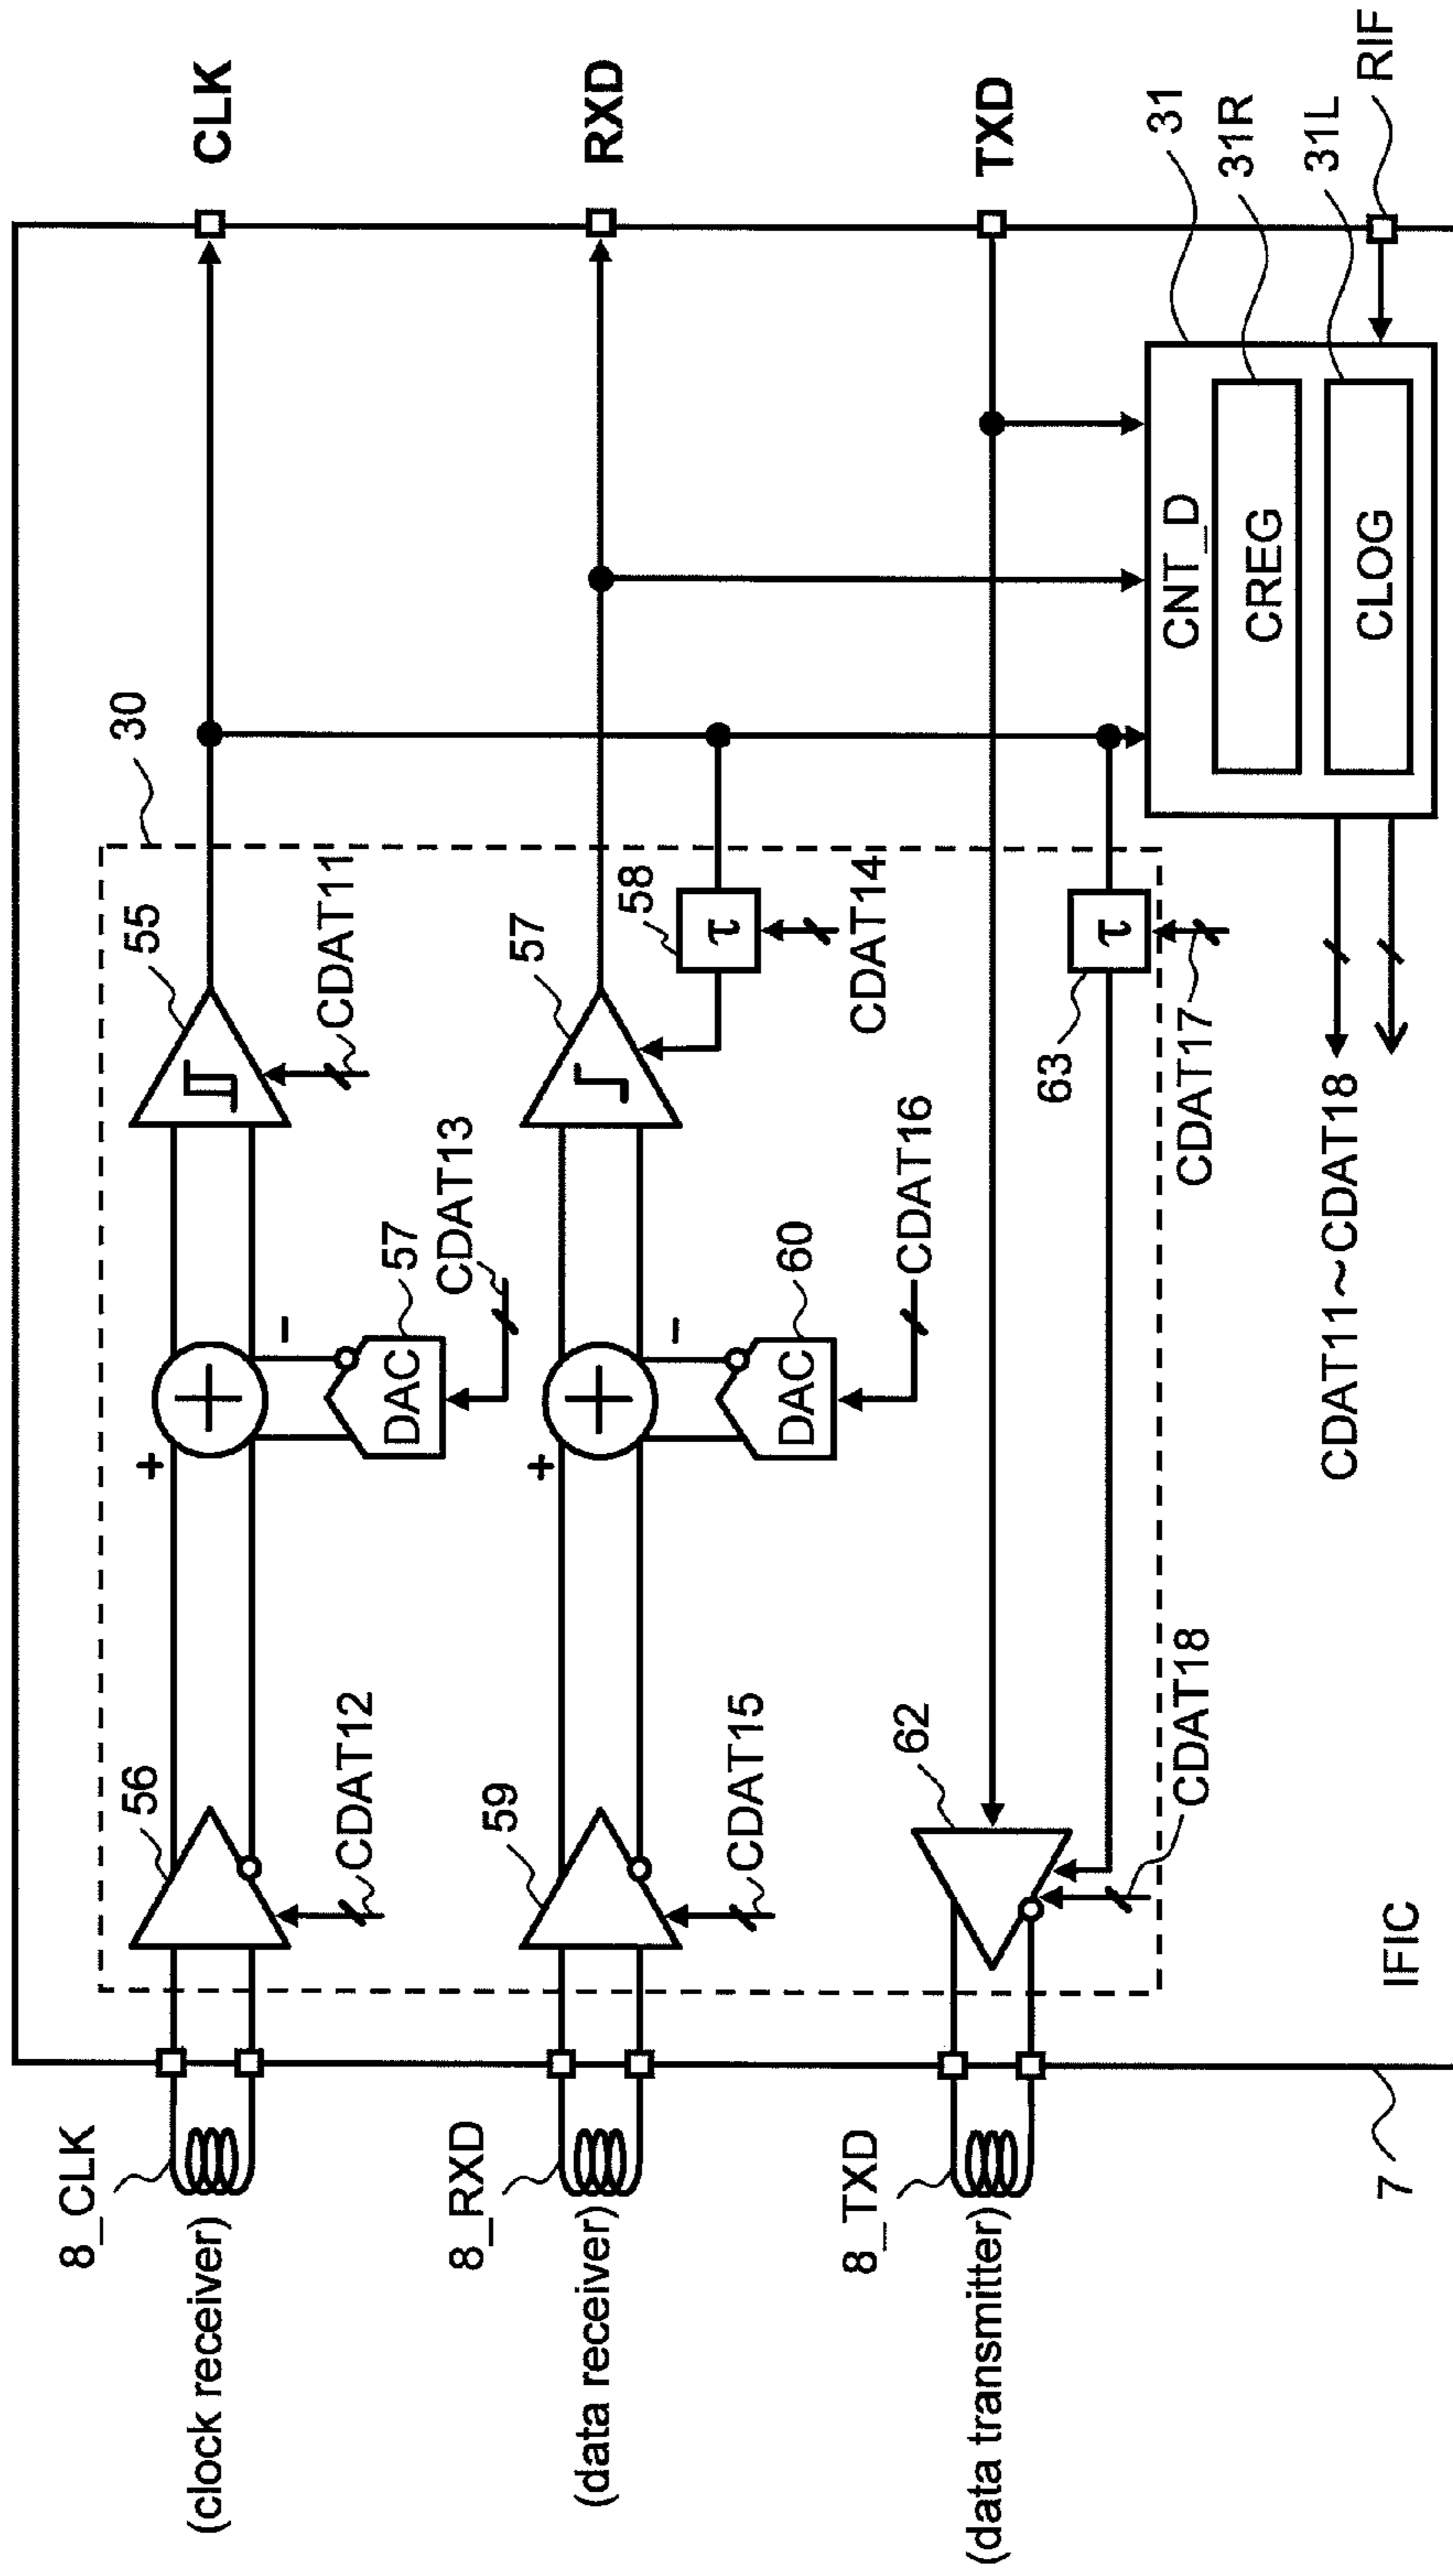 8_CLK
(clock receiver)
56
CDAT12
+
−
57
DAC
CDAT13
55
CDAT11
30
CLK
8_RXD
(data receiver)
59
CDAT15
+
−
60
DAC
CDAT16
57
58
τ
CDAT14
RXD
8_TXD
(data transmitter)
62
CDAT18
63
τ
CDAT17
TXD
CNT_D
CREG
CLOG
31
31R
31L
RIF
CDAT11~CDAT18
IFIC
7